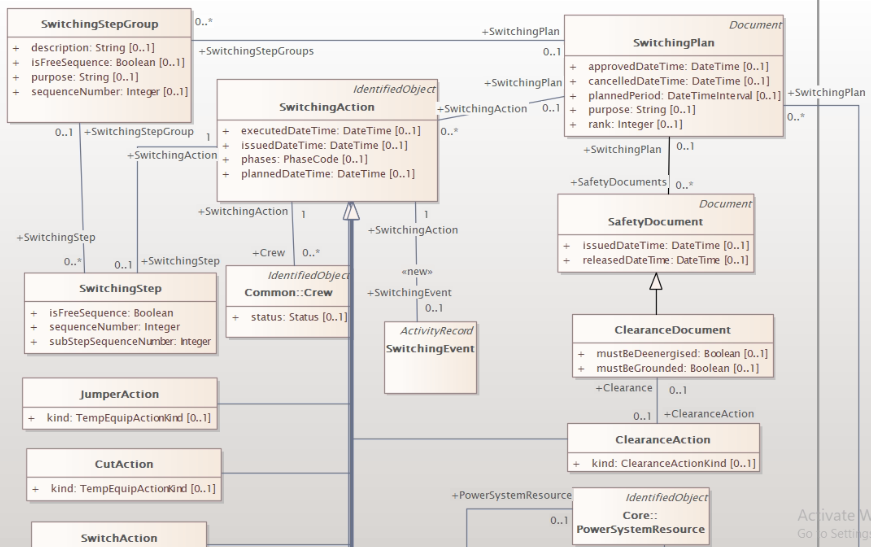 SwitchingStepGroup
+ description: String [0..1]
+ isFreeSequence: Boolean [0..1]
+ purpose: String [0..1]
+ sequenceNumber: Integer [0..1]
0..*
+SwitchingStepGroups
+SwitchingPlan
0..1
Document
SwitchingPlan
+ approvedDateTime: DateTime [0..1]
+ cancelledDateTime: DateTime [0..1]
+ plannedPeriod: DateTimeInterval [0..1]
+ purpose: String [0..1]
+ rank: Integer [0..1]
+SwitchingPlan
0..*
IdentifiedObject
SwitchingAction
+ executedDateTime: DateTime [0..1]
+ issuedDateTime: DateTime [0..1]
+ phases: PhaseCode [0..1]
+ plannedDateTime: DateTime [0..1]
+SwitchingPlan
+SwitchingAction
0..1
0..*
0..1
+SwitchingStepGroup
1
+SwitchingAction
+SwitchingPlan
0..1
+SafetyDocuments
0..*
Document
SafetyDocument
+ issuedDateTime: DateTime [0..1]
+ releasedDateTime: DateTime [0..1]
+SwitchingAction
1
1
+SwitchingAction
+SwitchingStep
0..*
0..1
+SwitchingStep
+Crew
0..*
«new»
+SwitchingEvent
0..1
SwitchingStep
+ isFreeSequence: Boolean
+ sequenceNumber: Integer
+ subStepSequenceNumber: Integer
IdentifiedObject
Common::Crew
+ status: Status [0..1]
ActivityRecord
SwitchingEvent
ClearanceDocument
+ mustBeDeenergised: Boolean [0..1]
+ mustBeGrounded: Boolean [0..1]
+Clearance
0..1
0..1
+ClearanceAction
JumperAction
+ kind: TempEquipActionKind [0..1]
ClearanceAction
+ kind: ClearanceActionKind [0..1]
CutAction
+ kind: TempEquipActionKind [0..1]
+PowerSystemResource
0..1
IdentifiedObject
Core::
PowerSystemResource
SwitchAction
Activate W
Go to Settings